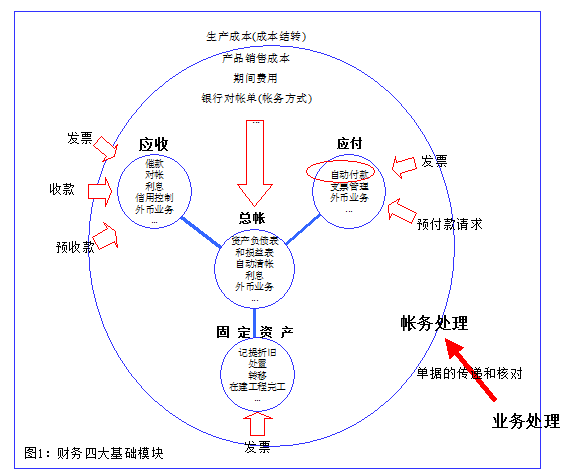 生产成本(成本结转)
产品销售成本
期间费用
银行对帐单(帐务方式)
...
应收
催款
对帐
利息
信用控制
外币业务
...
应付
自动付款
支票管理
外币业务
...
发票
收款
预收款
发票
预付款请求
总帐
资产负债表
和损益表
自动清帐
利息
外币业务
...
固定资产
记提折旧
处置
转移
在建工程完工
...
发票
帐务处理
单据的传递和核对
业务处理
图1：财务四大基础模块